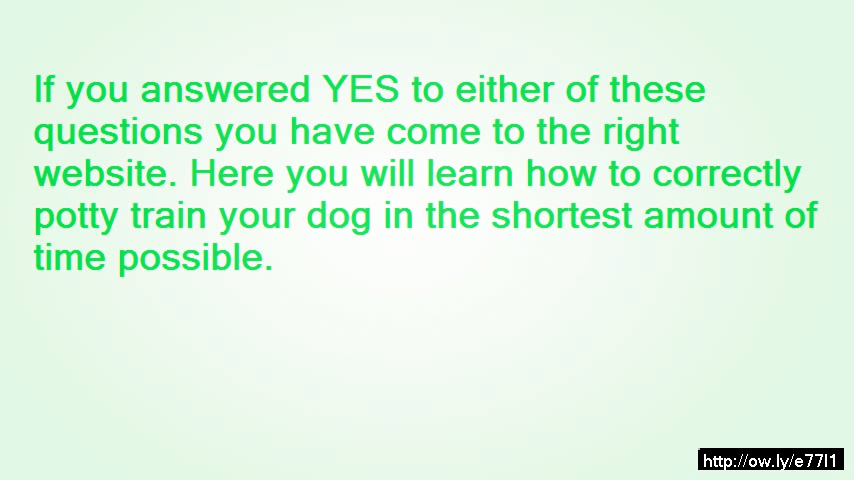 If you answered YES to either of these
questions you have come to the right
website. Here you will learn how to correctly
potty train your dog in the shortest amount of
time possible.
http://ow.ly/e77l1